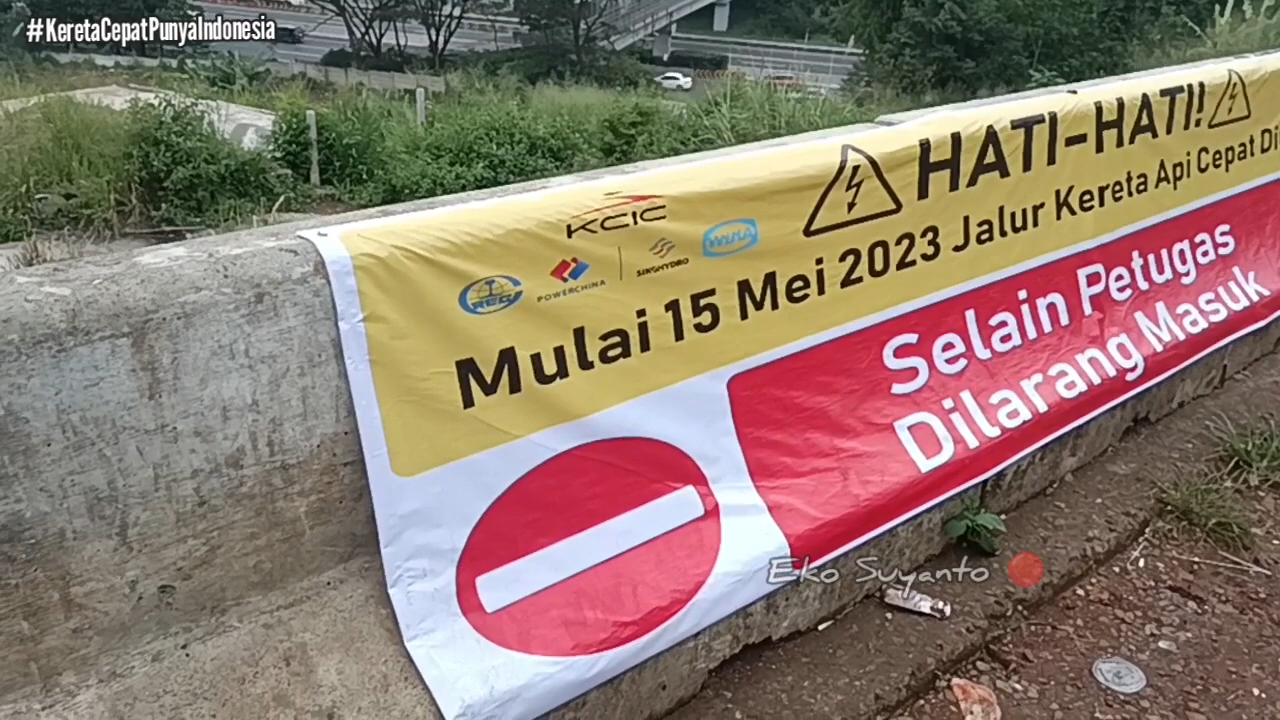 #KeretaCepatPunyaIndonesia
HATI-HATI!
KCIC
CREC
POWERCHINA
SINOHYDRO
WIKA
Mulai 15 Mei 2023 Jalur Kereta Api Cepat
Selain Petugas
Dilarang Masuk
Eko Suyanto